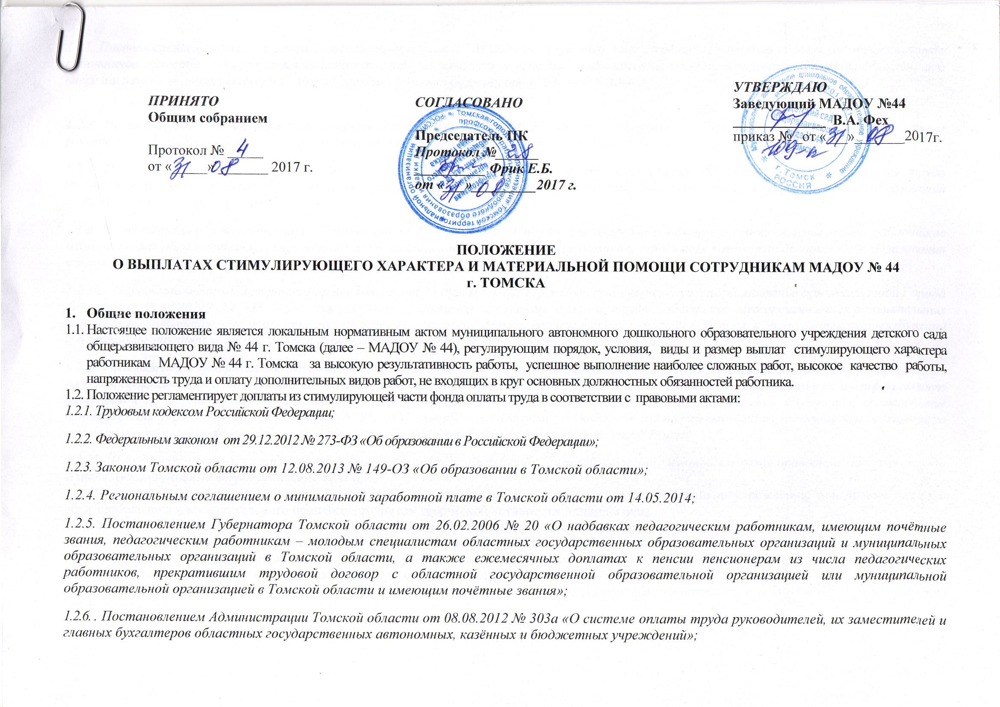 ПРИНЯТО
Общим собранием
Протокол № 4
от «31» 08 2017 г.
СОГЛАСОВАНО
Председатель ПК
Протокол №
Фрик Е.Б.
от «31» 08 2017 г.
УТВЕРЖДАЮ
Заведующий МАДОУ №44
В.А. Фех
приказ № от «31» 08 2017г.
109-п
г. Томск
РОССИЯ
ПОЛОЖЕНИЕ
О ВЫПЛАТАХ СТИМУЛИРУЮЩЕГО ХАРАКТЕРА И МАТЕРИАЛЬНОЙ ПОМОЩИ СОТРУДНИКАМ МАДОУ № 44
г. ТОМСКА
1. Общие положения
1.1. Настоящее положение является локальным нормативным актом муниципального автономного дошкольного образовательного учреждения детского сада
общеразвивающего вида № 44 г. Томска (далее – МАДОУ № 44), регулирующим порядок, условия, виды и размер выплат стимулирующего характера
работникам МАДОУ № 44 г. Томска за высокую результативность работы, успешное выполнение наиболее сложных работ, высокое качество работы,
напряженность труда и оплату дополнительных видов работ, не входящих в круг основных должностных обязанностей работника.
1.2. Положение регламентирует доплаты из стимулирующей части фонда оплаты труда в соответствии с правовыми актами:
1.2.1. Трудовым кодексом Российской Федерации;
1.2.2. Федеральным законом от 29.12.2012 № 273-ФЗ «Об образовании в Российской Федерации»;
1.2.3. Законом Томской области от 12.08.2013 № 149-ОЗ «Об образовании в Томской области»;
1.2.4. Региональным соглашением о минимальной заработной плате в Томской области от 14.05.2014;
1.2.5. Постановлением Губернатора Томской области от 26.02.2006 № 20 «О надбавках педагогическим работникам, имеющим почётные
звания, педагогическим работникам – молодым специалистам областных государственных образовательных организаций и муниципальных
образовательных организаций в Томской области, а также ежемесячных доплатах к пенсии пенсионерам из числа педагогических
работников, прекратившим трудовой договор с областной государственной образовательной организацией или муниципальной
образовательной организацией в Томской области и имеющим почётные звания»;
1.2.6. . Постановлением Администрации Томской области от 08.08.2012 № 303а «О системе оплаты труда руководителей, их заместителей и
главных бухгалтеров областных государственных автономных, казённых и бюджетных учреждений»;